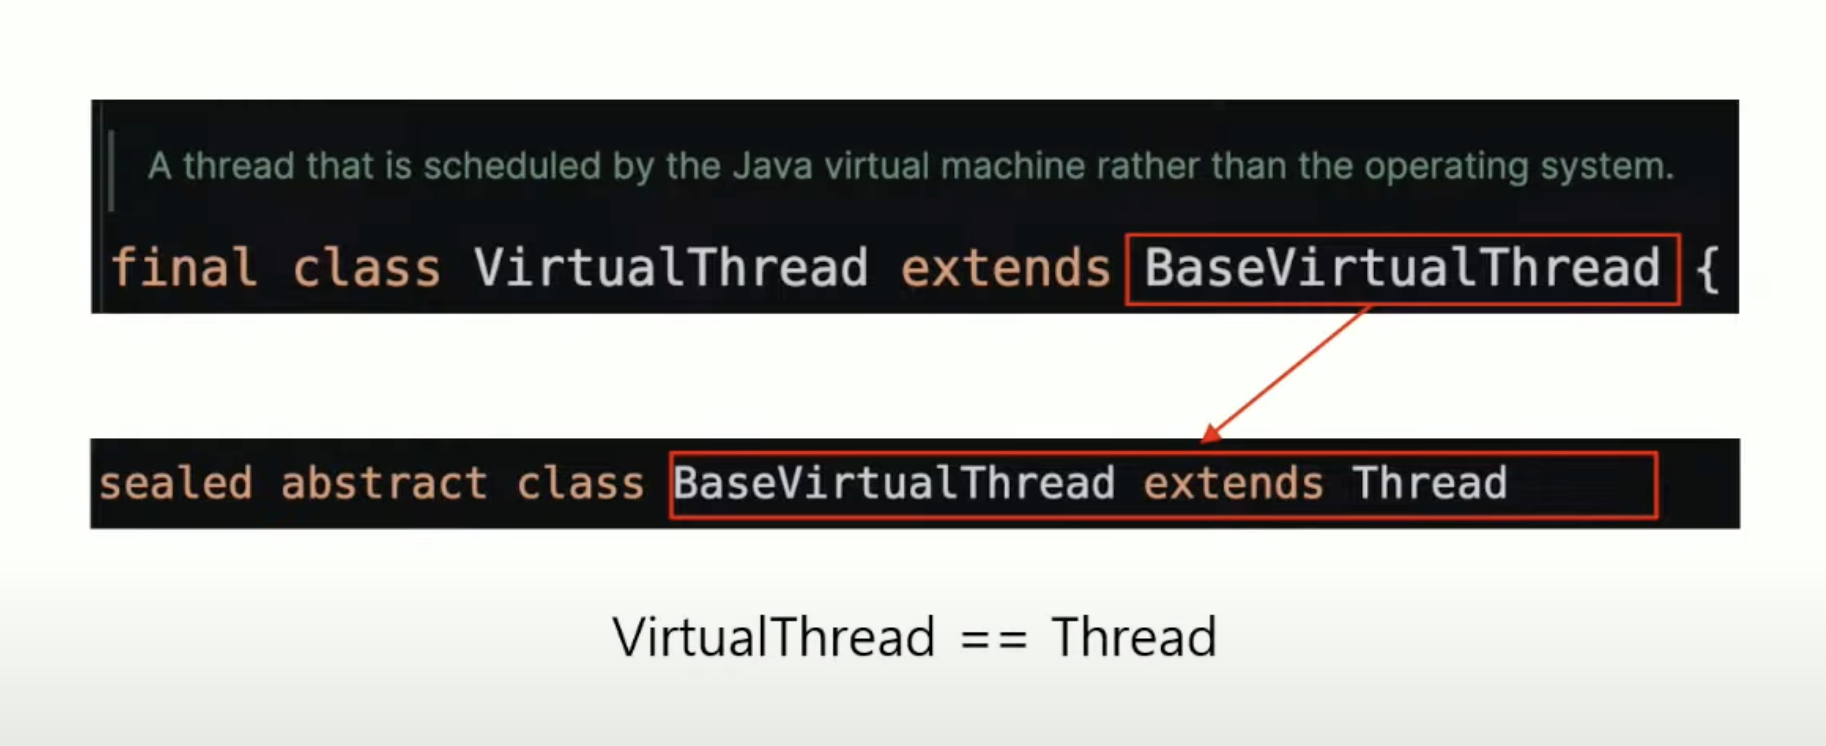 A thread that is scheduled by the Java virtual machine rather than the operating system.
final class VirtualThread extends BaseVirtualThread {
sealed abstract class BaseVirtualThread extends Thread
VirtualThread == Thread